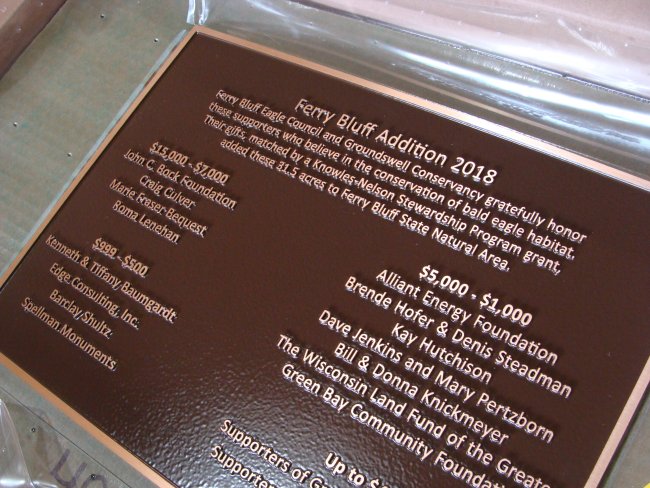 Ferry Bluff Addition 2018
Ferry Bluff Eagle Council and Groundswell Conservancy gratefully honor
these supporters who believe in the conservation of bald eagle habitat.
Their gifts, matched by a Knowles-Nelson Stewardship Program grant,
added these 31.5 acres to Ferry Bluff State Natural Area.
$15,000 - $7,000
John C. Bock Foundation
Craig Culver
Marie Fraser-Bequest
Roma Lenehan
$999 - $500
Kenneth & Tiffany Baumgardt
Edge Consulting, Inc.
Barclay Shultz
Spellman Monuments
$5,000 - $1,000
Alliant Energy Foundation
Brende Hofer & Denis Steadman
Kay Hutchison
Dave Jenkins and Mary Pertzborn
Bill & Donna Knickmeyer
The Wisconsin Land Fund of the Greate
Green Bay Community Foundatio
Up to $
Supporters of G
Supporte